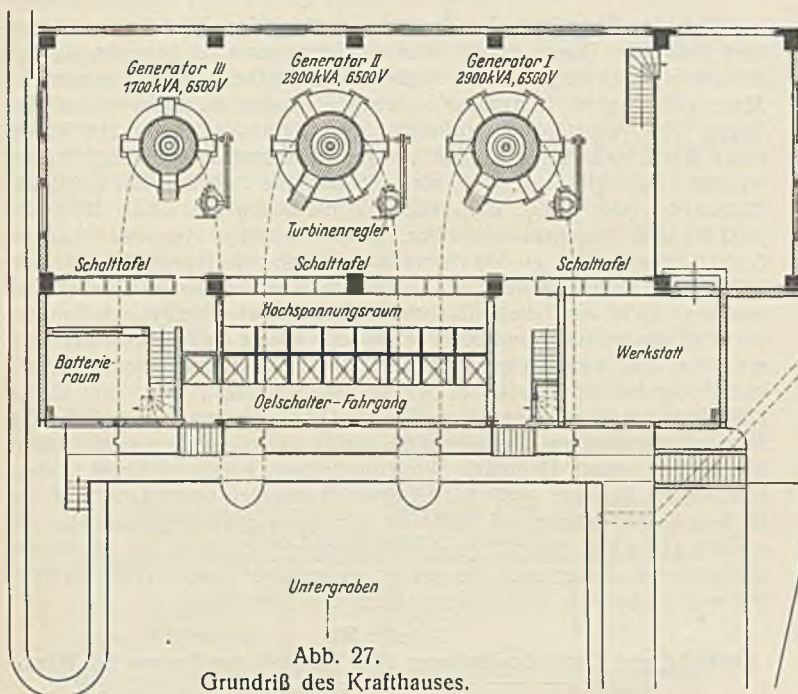 Generator III
1700 kVA, 6500 V
Generator II
2900 kVA, 6500 V
Generator I
2900 kVA, 6500 V
Turbinenregler
Schalttafel
Schalttafel
Schalttafel
Hochspannungsraum
Batterie-
raum
Werkstatt
Oelschalter-Fahrgang
Untergraben
Abb. 27.
Grundriß des Krafthauses.